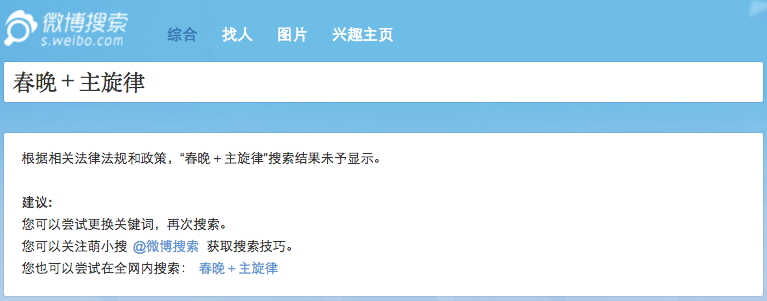 微博搜索
s.weibo.com
综合 找人 图片 兴趣主页
春晚＋主旋律
根据相关法律法规和政策，“春晚＋主旋律”搜索结果未予显示。
建议：
您可以尝试更换关键词，再次搜索。
您可以关注萌小搜 @微博搜索 获取搜索技巧。
您也可以尝试在全网内搜索： 春晚＋主旋律